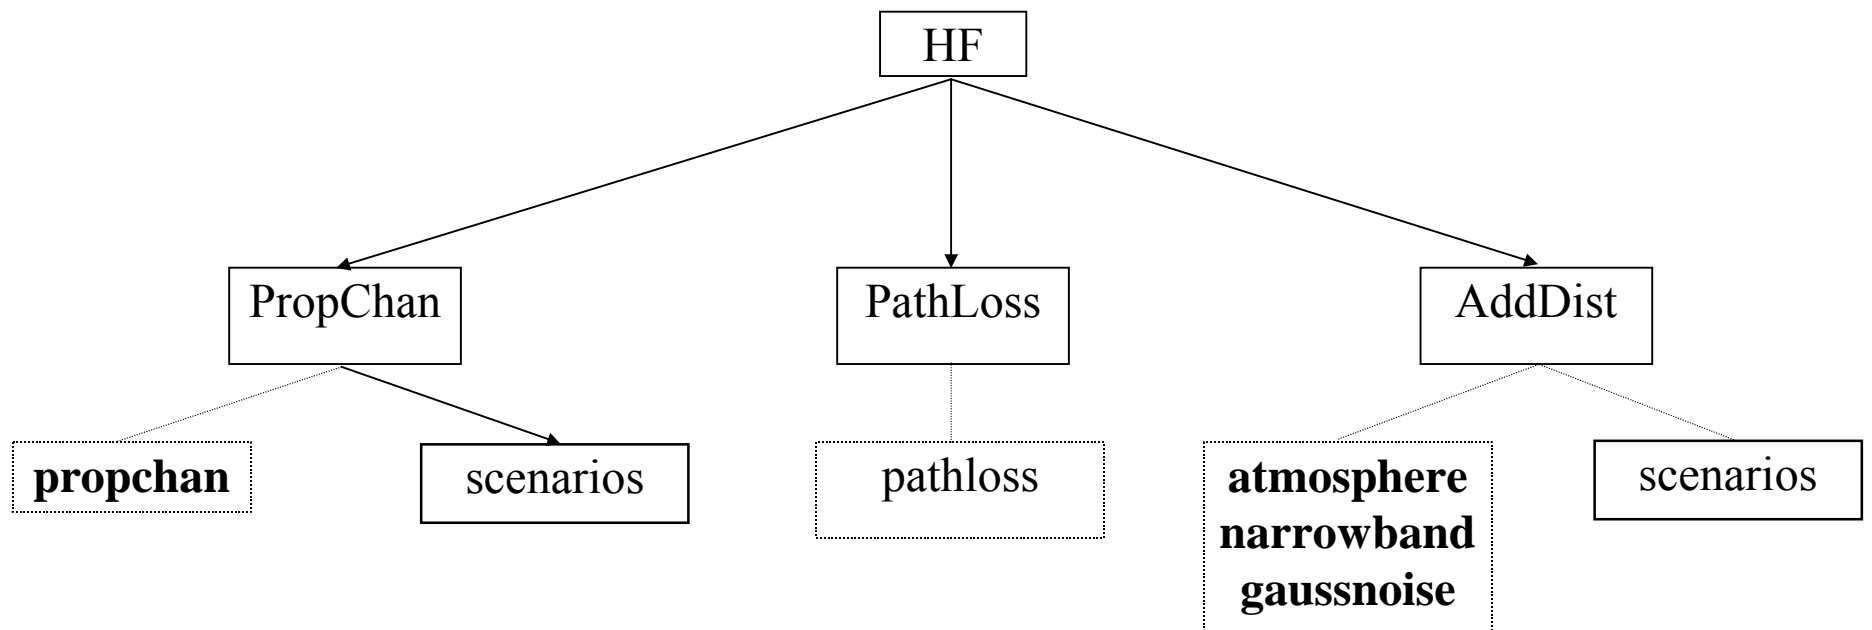 HF
PropChan
PathLoss
AddDist
propchan
scenarios
pathloss
atmosphere
narrowband
gaussnoise
scenarios